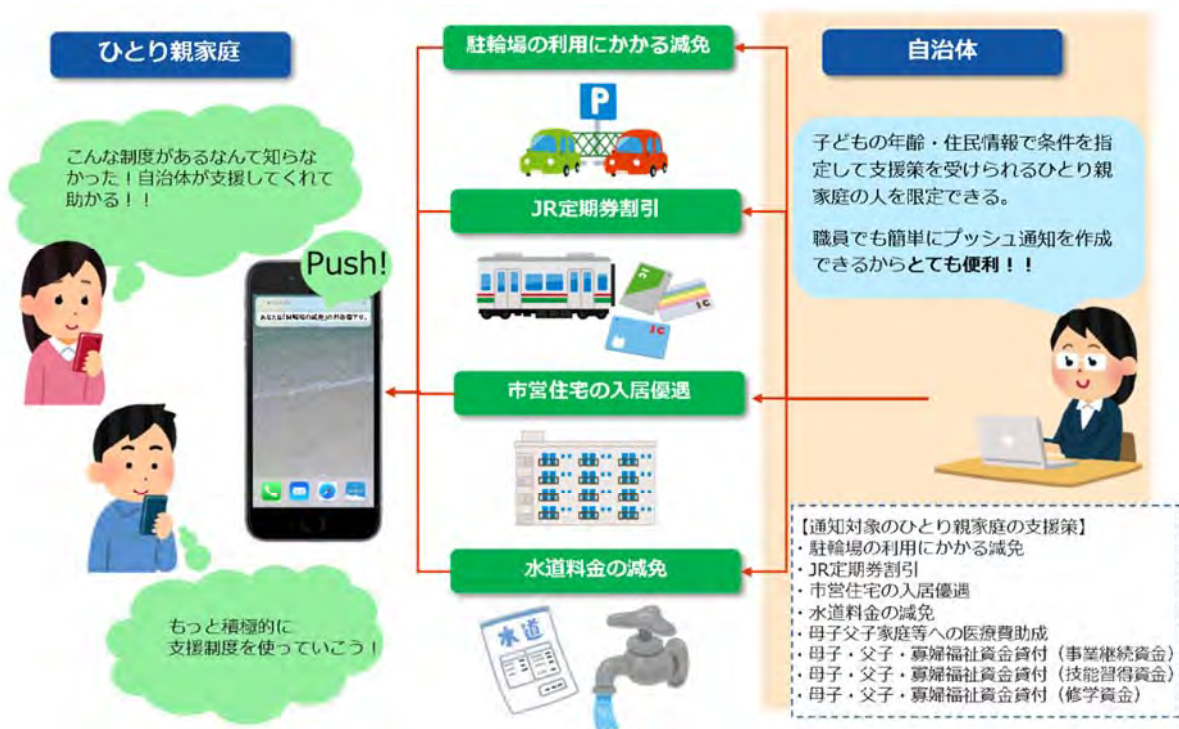 ひとり親家庭
こんな制度があるなんて知らな
かった！自治体が支援してくれて
助かる！！
Push!
もっと積極的に
支援制度を使っていこう！
駐輪場の利用にかかる減免
P
JR定期券割引
JC
JC
市営住宅の入居優遇
水道料金の減免
水道
自治体
子どもの年齢・住民情報で条件を指
定して支援策を受けられるひとり親
家庭の人を限定できる。
職員でも簡単にプッシュ通知を作成
できるからとても便利！！
【通知対象のひとり親家庭の支援策】
・駐輪場の利用にかかる減免
・JR定期券割引
・市営住宅の入居優遇
・水道料金の減免
・母子父子家庭等への医療費助成
・母子・父子・寡婦福祉資金貸付（事業継続資金）
・母子・父子・寡婦福祉資金貸付（技能習得資金）
・母子・父子・寡婦福祉資金貸付（修学資金）